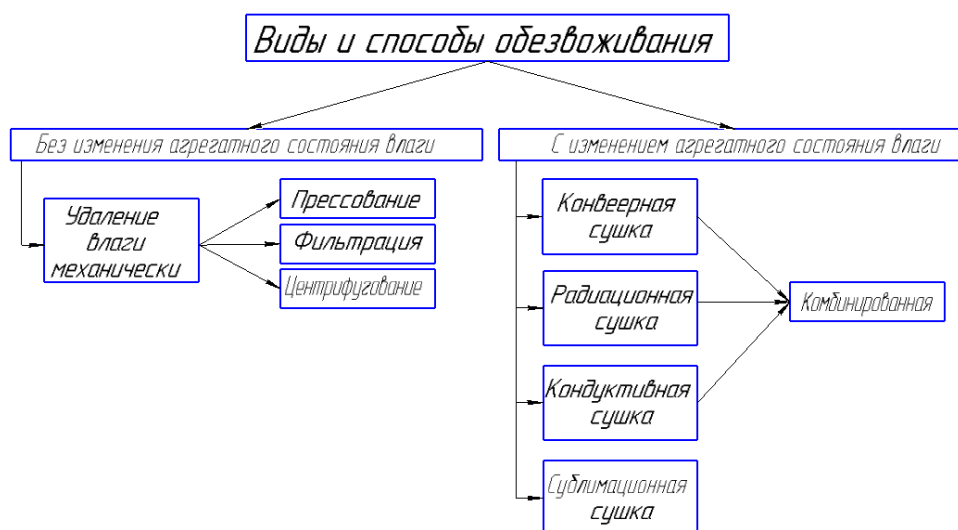 Виды и способы обезвоживания
Без изменения агрегатного состояния влаги
С изменением агрегатного состояния влаги
Удаление
влаги
механически
Прессование
Фильтрация
Центрифугование
Конвеерная
сушка
Радиационная
сушка
Кондуктивная
сушка
Сублимационная
сушка
Комбинированная